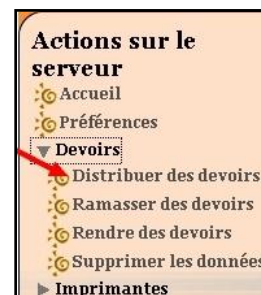 Actions sur le
serveur
Accueil
Préférences
Devoirs
Distribuer des devoirs
Ramasser des devoirs
Rendre des devoirs
Supprimer les données
Imprimantes